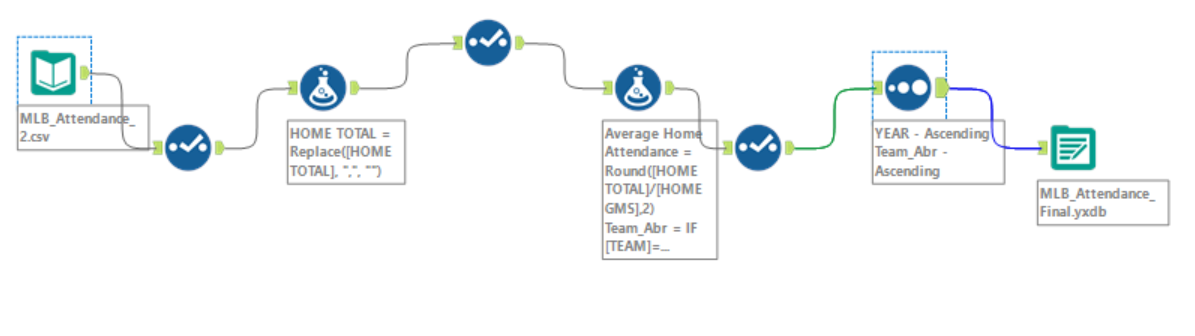 MLB_Attendance_
2.csv
HOME TOTAL =
Replace([HOME
TOTAL], ",", "")
Average Home
Attendance =
Round([HOME
TOTAL]/[HOME
GMS],2)
Team_Abr = IF
[TEAM]=...
YEAR - Ascending
Team_Abr -
Ascending
MLB_Attendance_
Final.yxdb